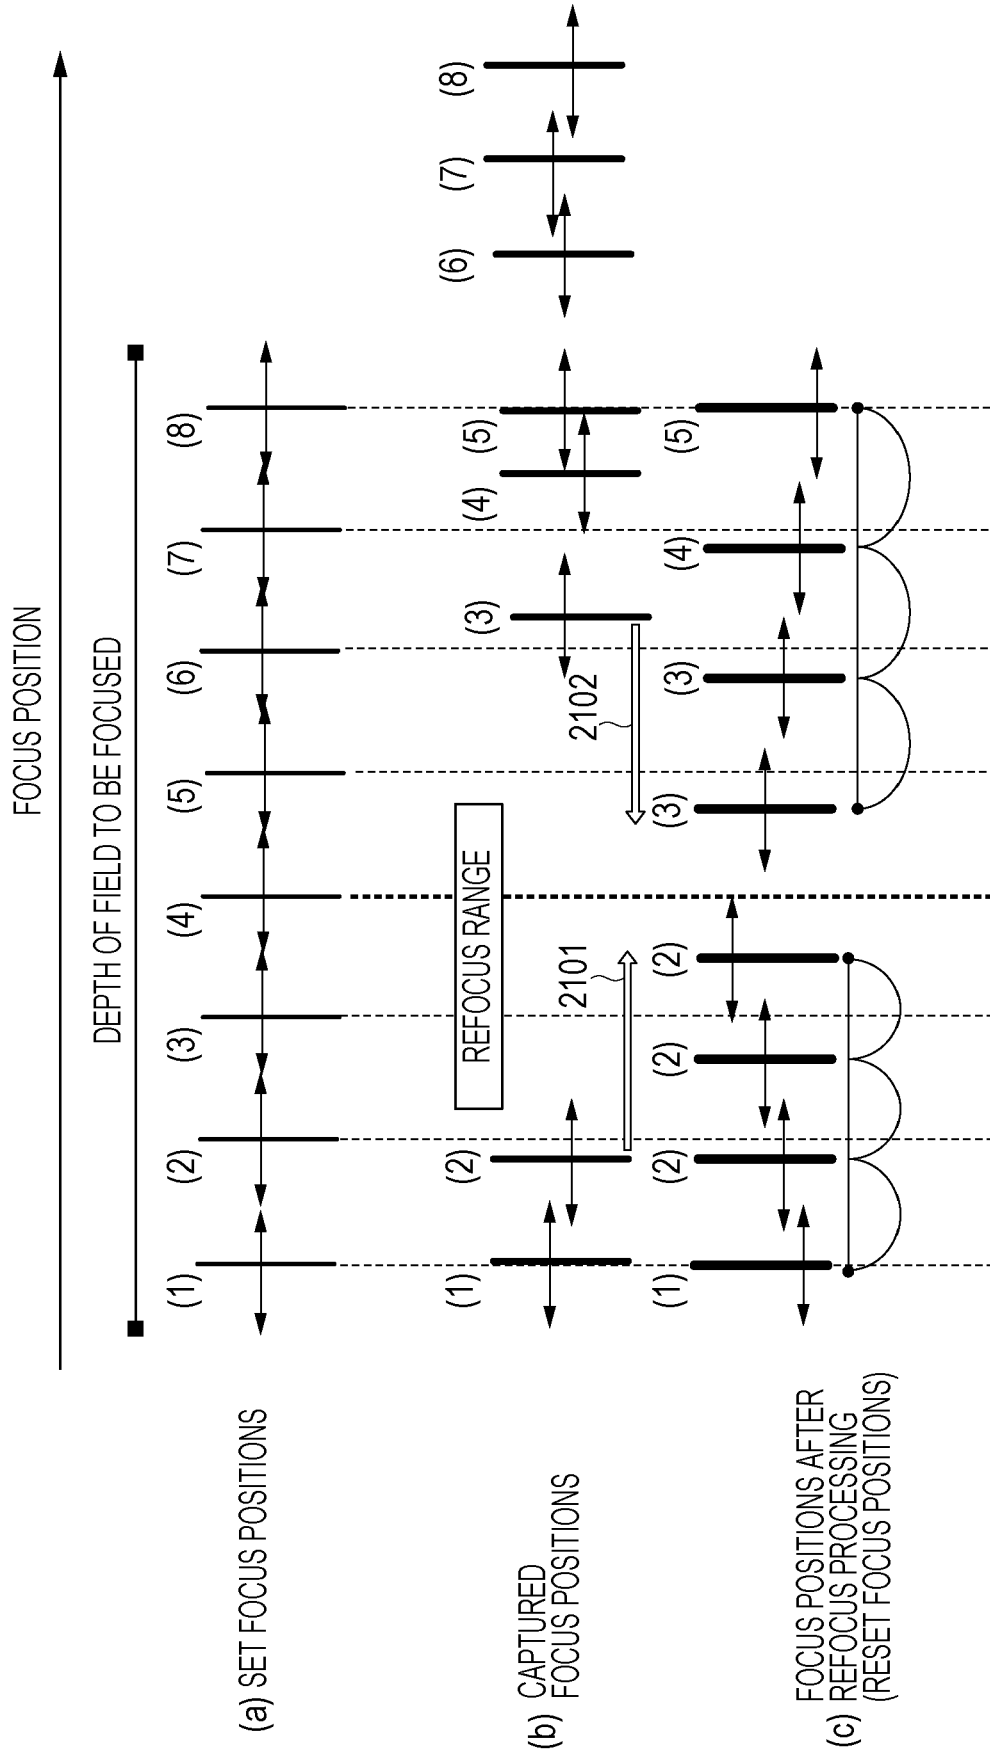 FOCUS POSITION
DEPTH OF FIELD TO BE FOCUSED
(a) SET FOCUS POSITIONS
(1) (2) (3) (4) (5) (6) (7) (8)
(b) CAPTURED
FOCUS POSITIONS
(1) (2) (3) (4) (5) (6) (7) (8)
REFOCUS RANGE
2101
2102
FOCUS POSITIONS AFTER
REFOCUS PROCESSING
(c) (RESET FOCUS POSITIONS)
(1) (2) (2) (2) (3) (3) (4) (5)